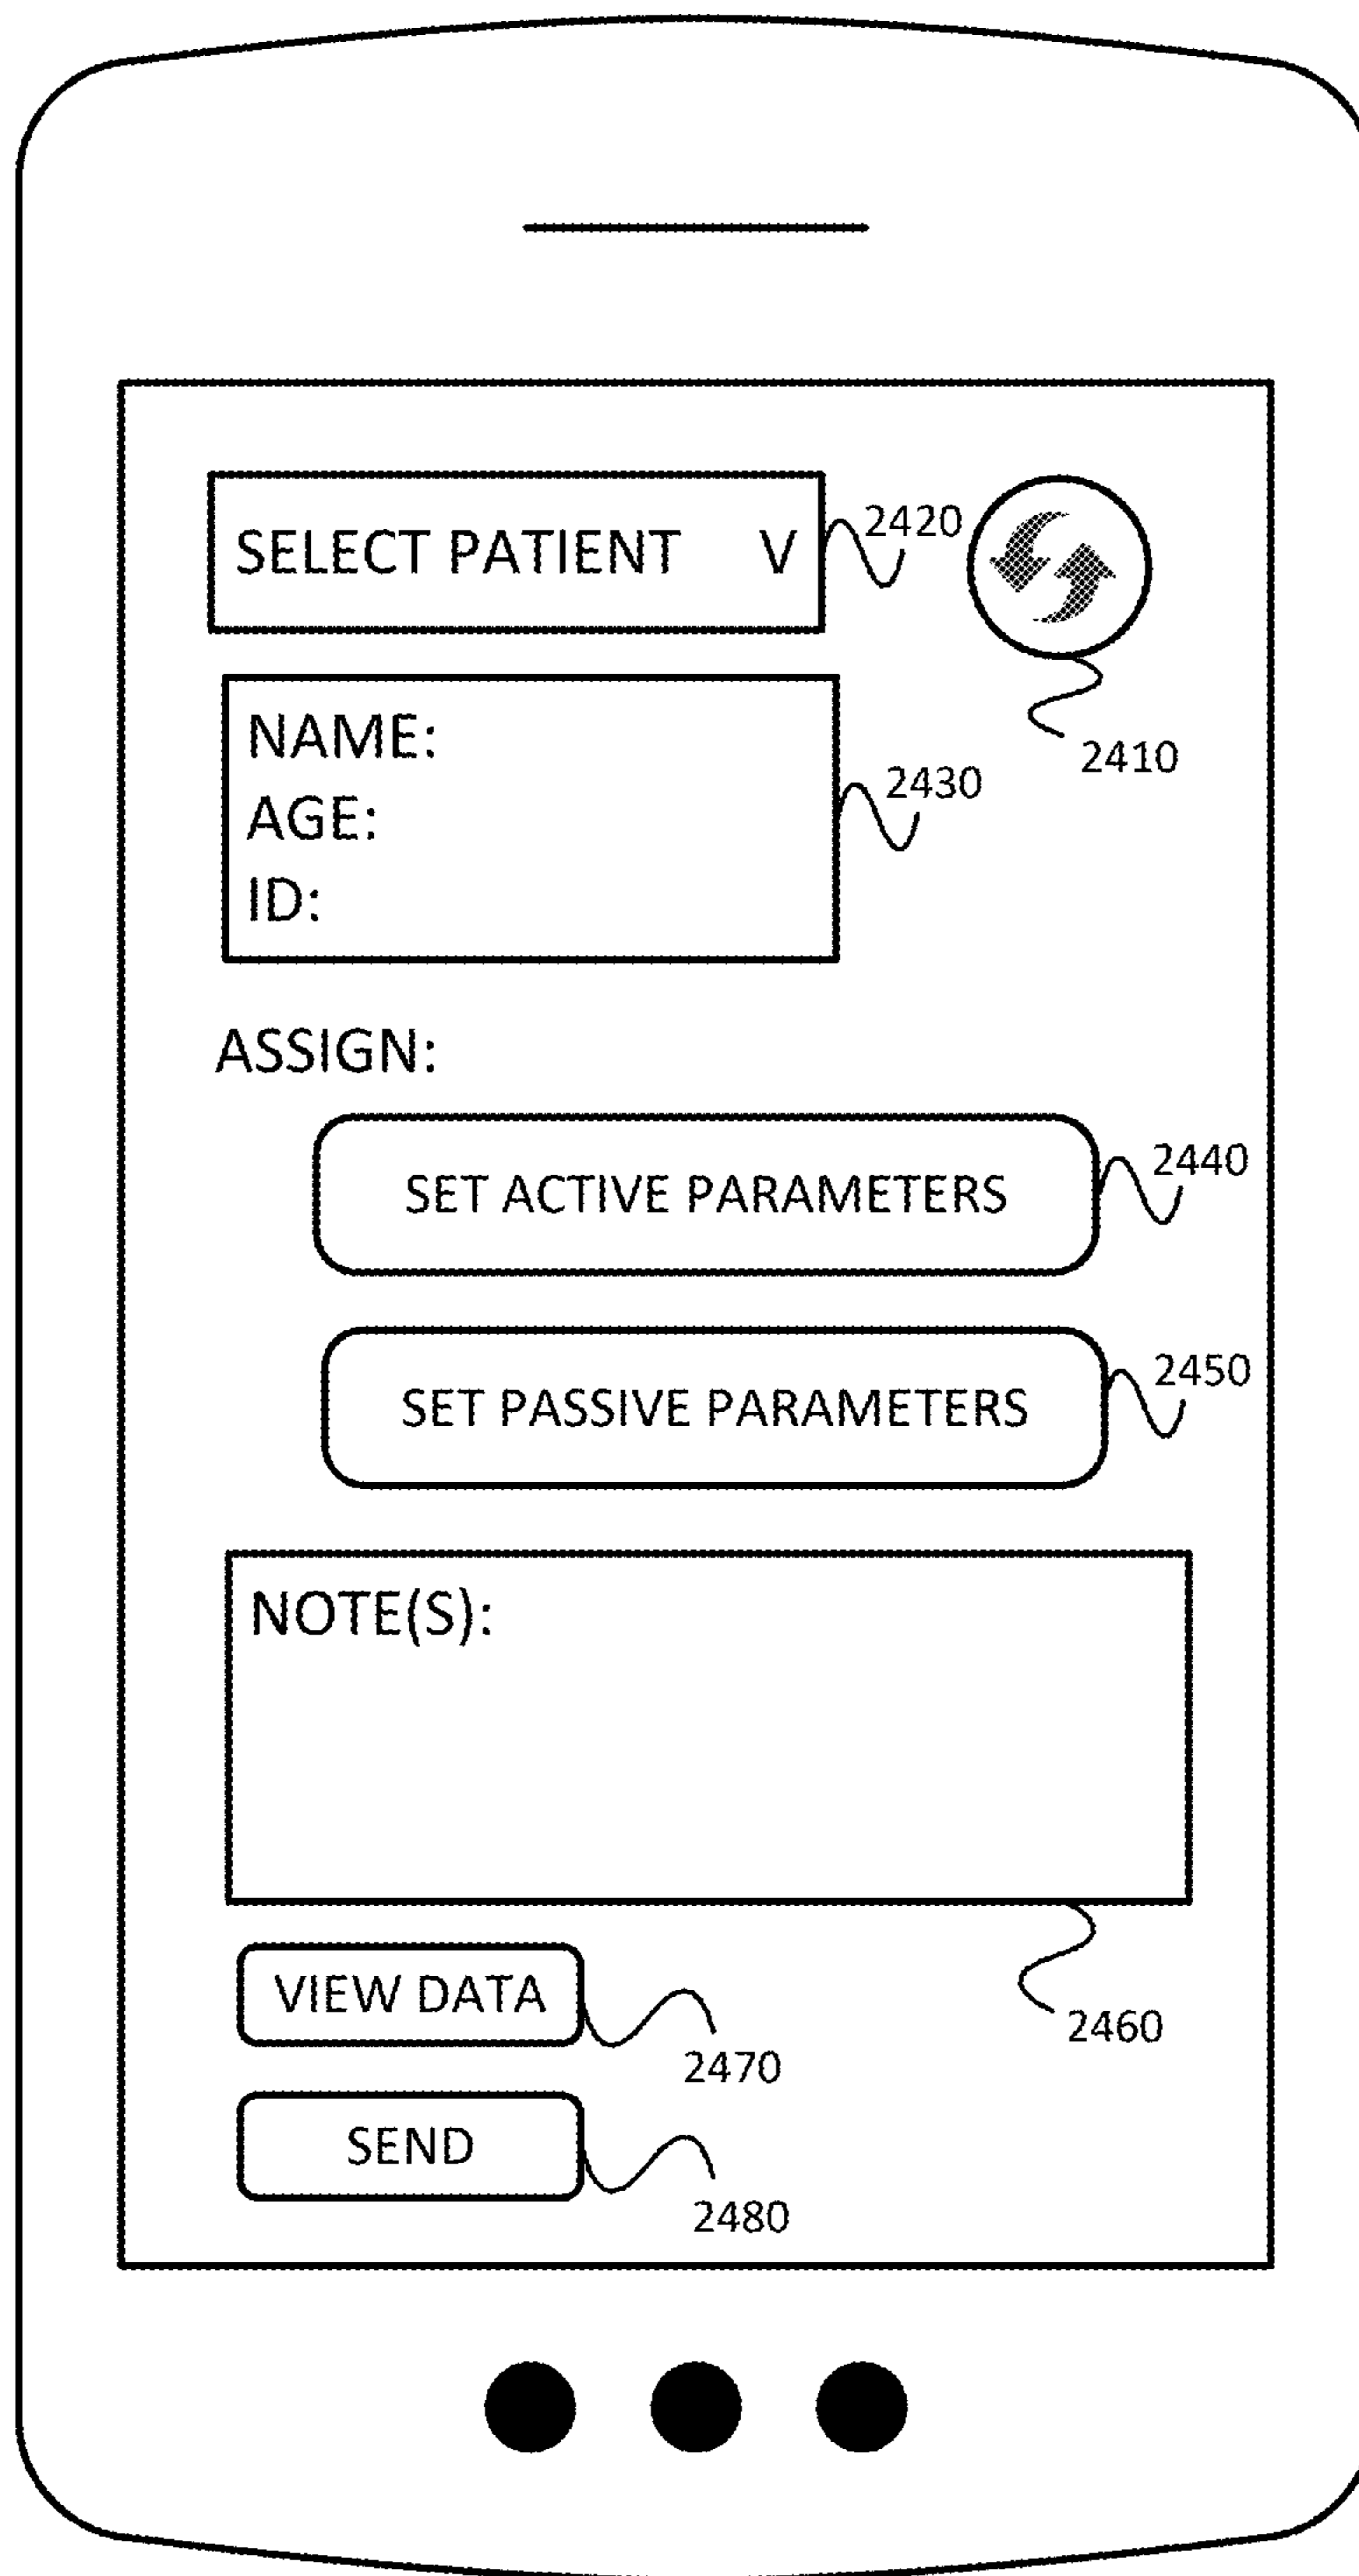 SELECT PATIENT V
2420
2410
NAME:
2430
AGE:
ID:
ASSIGN:
SET ACTIVE PARAMETERS
2440
SET PASSIVE PARAMETERS
2450
NOTE(S):
2460
VIEW DATA
2470
SEND
2480